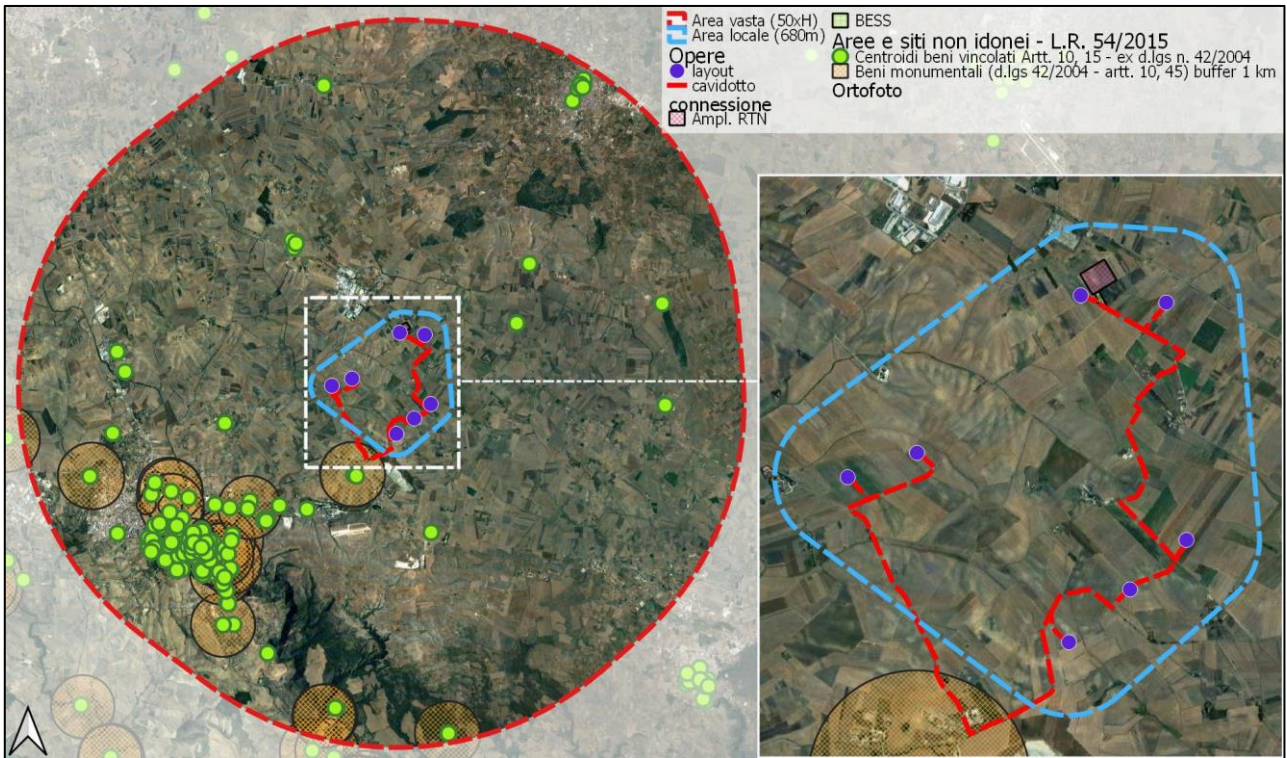 Area vasta (50xH)
Area locale (680m)
Opere
layout
cavidotto
connessione
Ampl. RTN
BESS
Aree e siti non idonei - L.R. 54/2015
Centroidi beni vincolati Artt. 10, 15 - ex d.lgs n. 42/2004
Beni monumentali (d.lgs 42/2004 - artt. 10, 45) buffer 1 km
Ortofoto